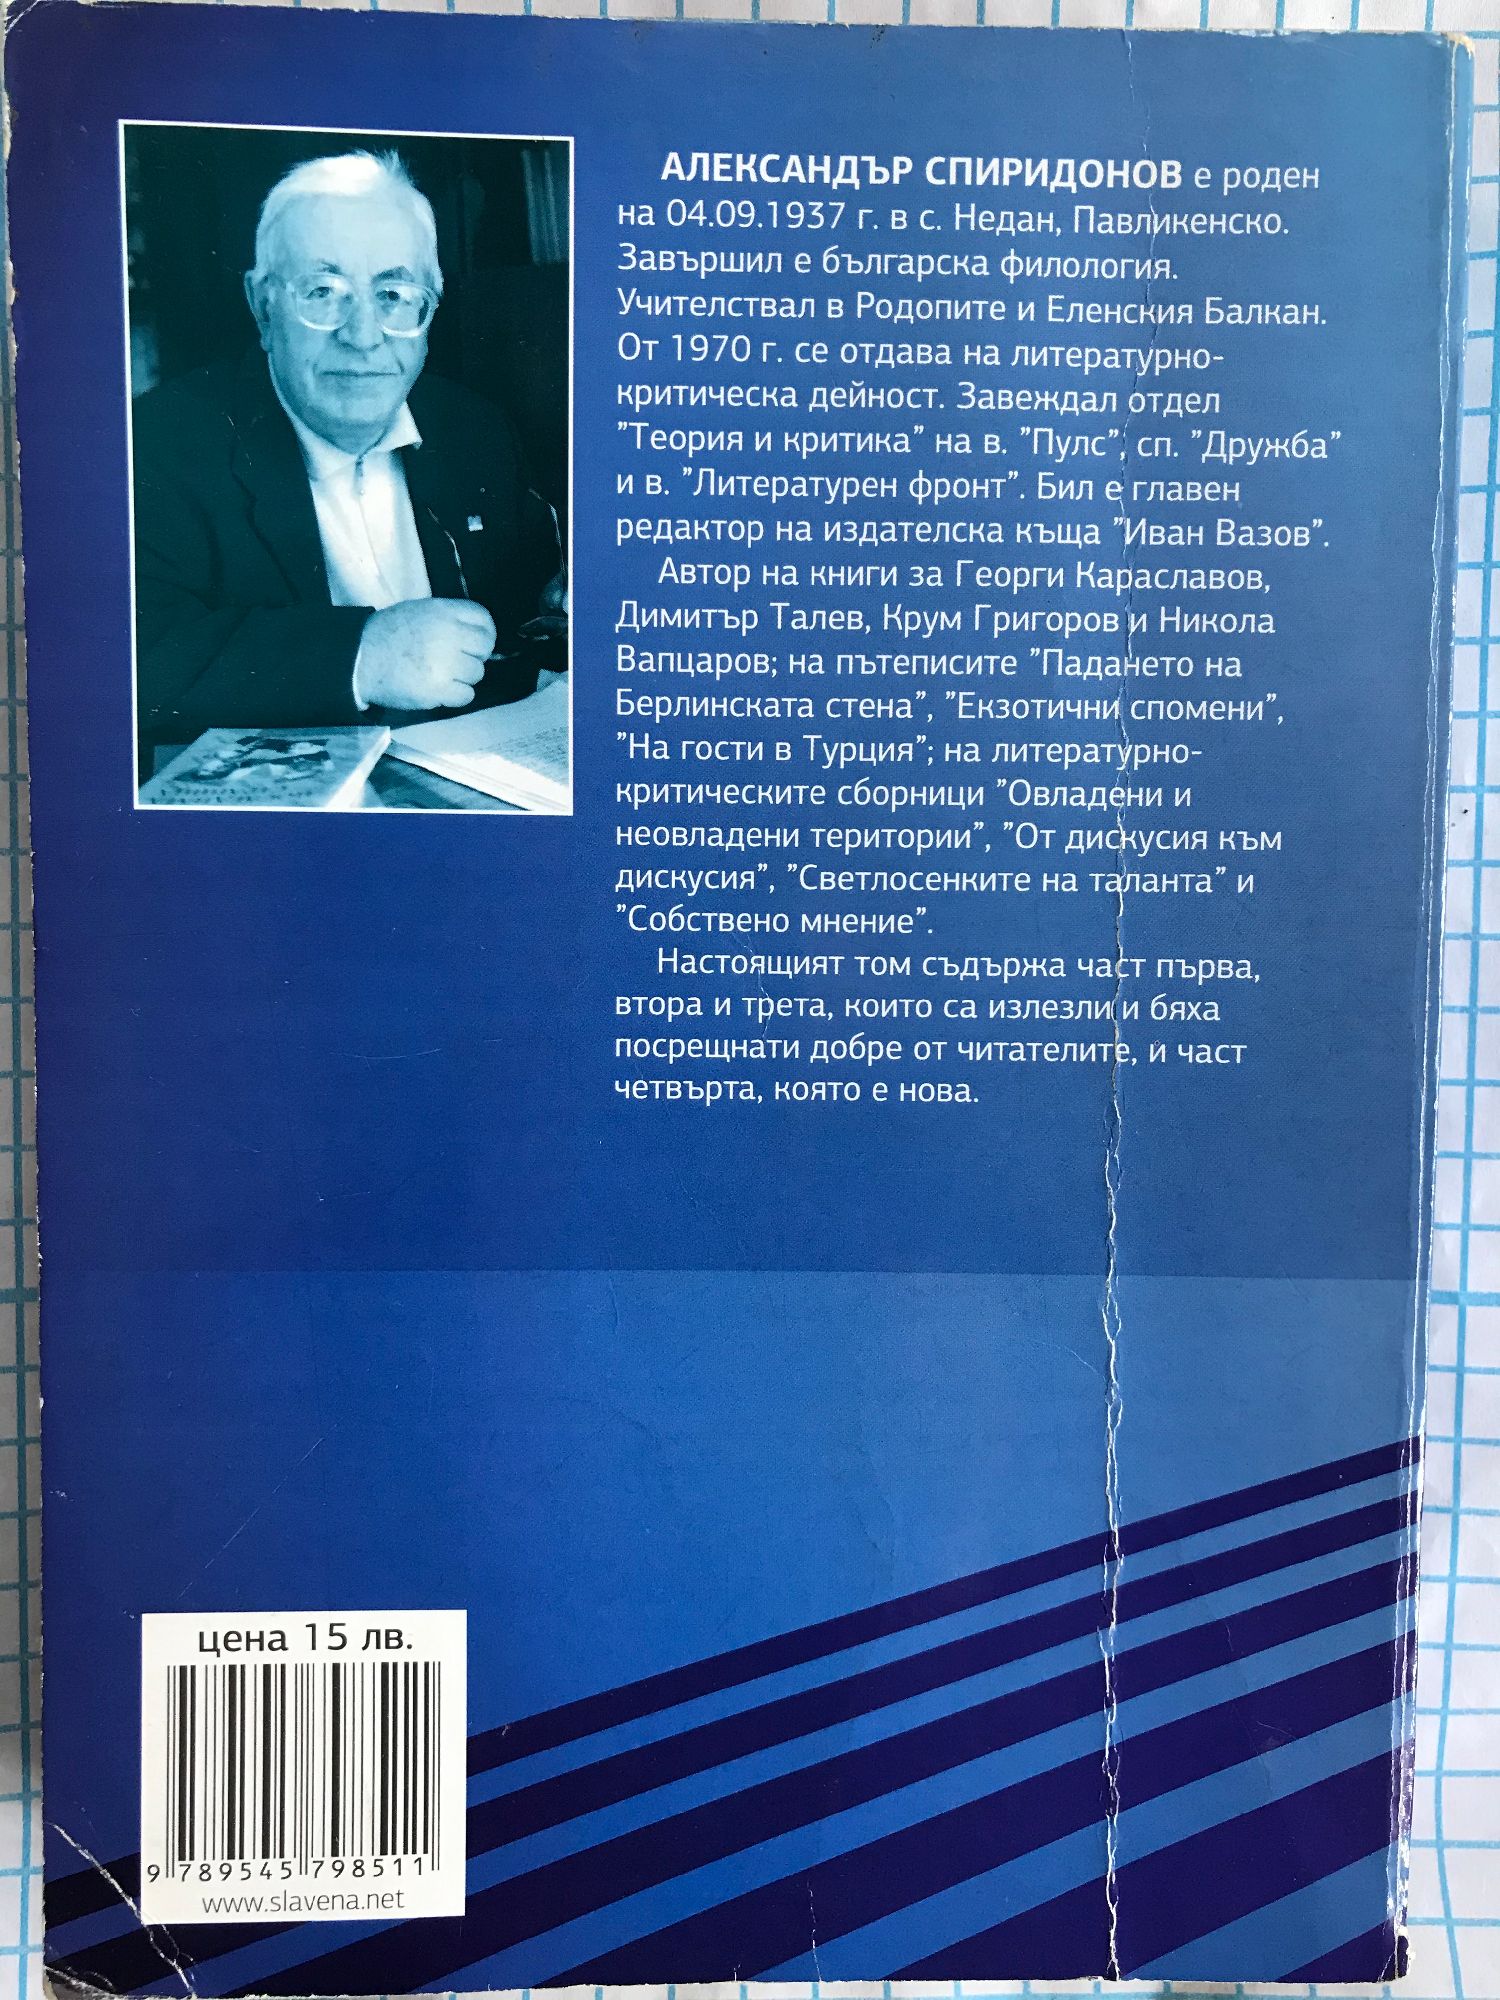 АЛЕКСАНДЪР СПИРИДОНОВ е роден
на 04.09.1937 г. в с. Недан, Павликенско.
Завършил е българска филология.
Учителствал в Родопите и Еленския Балкан.
От 1970 г. се отдава на литературно-
критическа дейност. Завеждал отдел
"Теория и критика" на в. "Пулс", сп. "Дружба"
и в. "Литературен фронт". Бил е главен
редактор на издателска къща "Иван Вазов".
Автор на книги за Георги Караславов,
Димитър Талев, Крум Григоров и Никола
Вапцаров; на пътеписите "Падането на
Берлинската стена", "Екзотични спомени",
"На гости в Турция"; на литературно-
критическите сборници "Овладени и
неовладени територии", "От дискусия към
дискусия", "Светлосенките на таланта" и
"Собствено мнение".
Настоящият том съдържа част първа,
втора и трета, които са излезли и бяха
посрещнати добре от читателите, и част
четвърта, която е нова.
цена 15 лв.
9 789545 798511
www.slavena.net